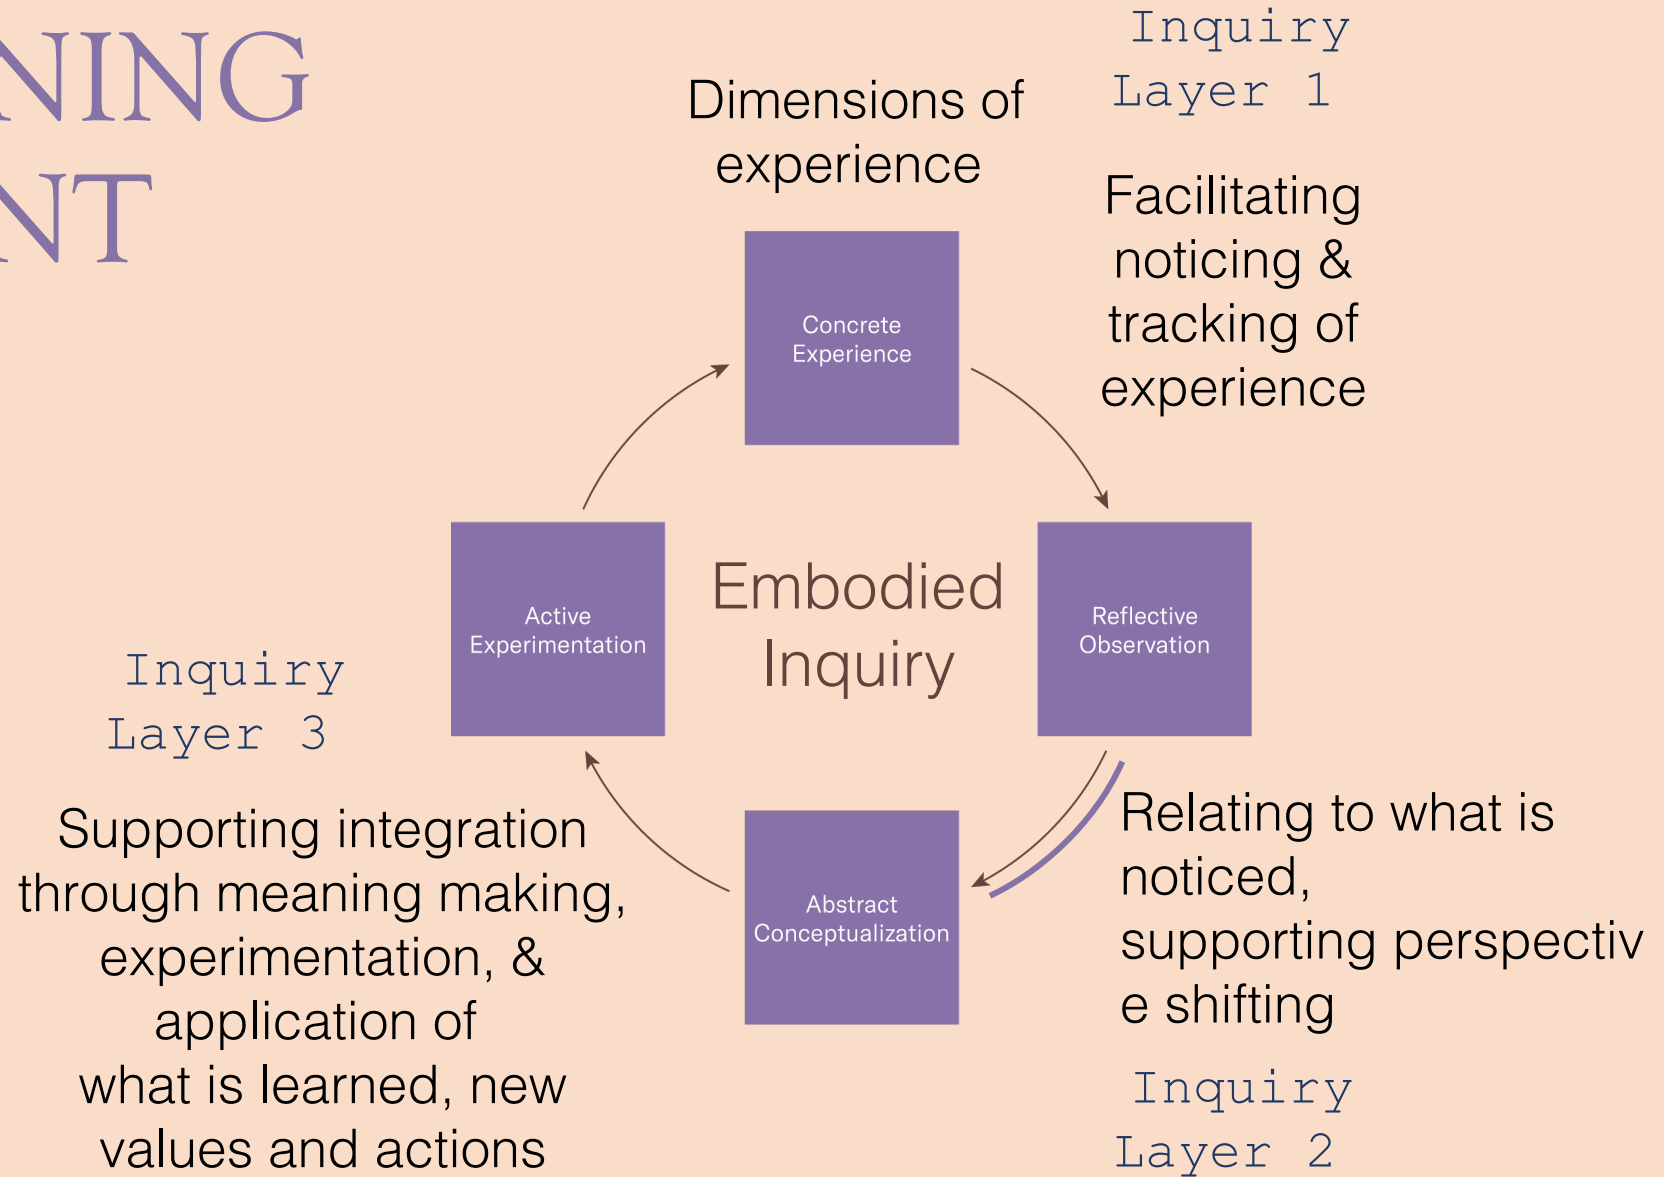 NING
NT
Inquiry
Layer 1
Dimensions of
experience
Facilitating
noticing &
tracking of
experience
Concrete
Experience
Embodied
Inquiry
Active
Experimentation
Reflective
Observation
Inquiry
Layer 3
Supporting integration
through meaning making,
experimentation, &
application of
what is learned, new
values and actions
Abstract
Conceptualization
Relating to what is
noticed,
supporting perspectiv
e shifting
Inquiry
Layer 2